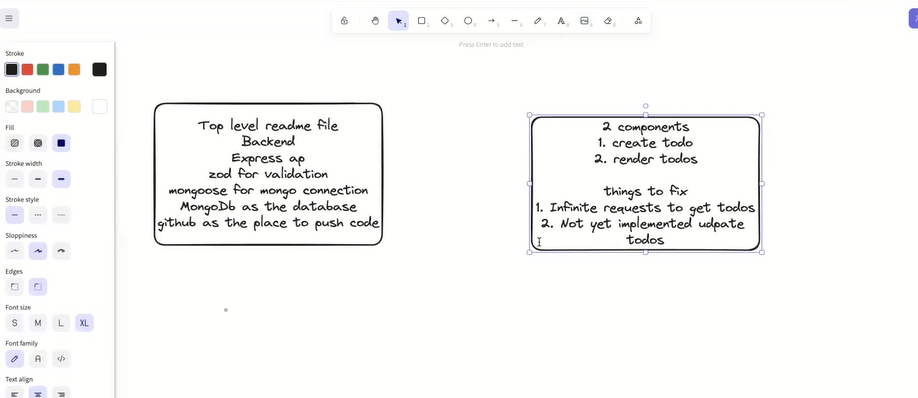 Press Enter to add text
Stroke
Background
Fill
Stroke width
Stroke style
Sloppiness
Edges
Font size
S M L XL
Font family
A
Text align
Top level readme file
Backend
Express ap
zod for validation
mongoose for mongo connection
MongoDb as the database
github as the place to push code
2 components
1. create todo
2. render todos
things to fix
1. Infinite requests to get todos
2. Not yet implemented udpate
todos